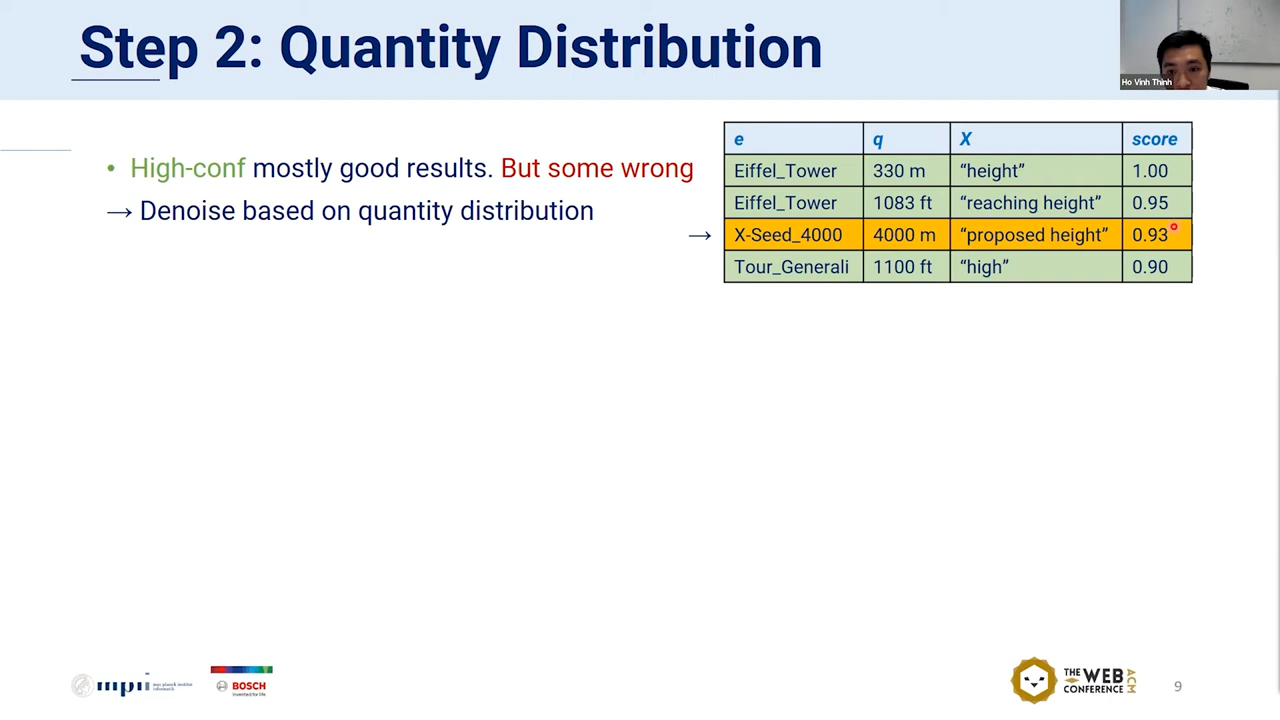 Step 2: Quantity Distribution
Ho Vinh Thinh
• High-conf mostly good results. But some wrong
→ Denoise based on quantity distribution
e q X score
Eiffel_Tower 330 m “height” 1.00
Eiffel_Tower 1083 ft “reaching height” 0.95
→ X-Seed_4000 4000 m “proposed height” 0.93
Tour_Generali 1100 ft “high” 0.90
mpii max planck institut
informatik
BOSCH
Invented for life
THE WEB CONFERENCE ACM
9